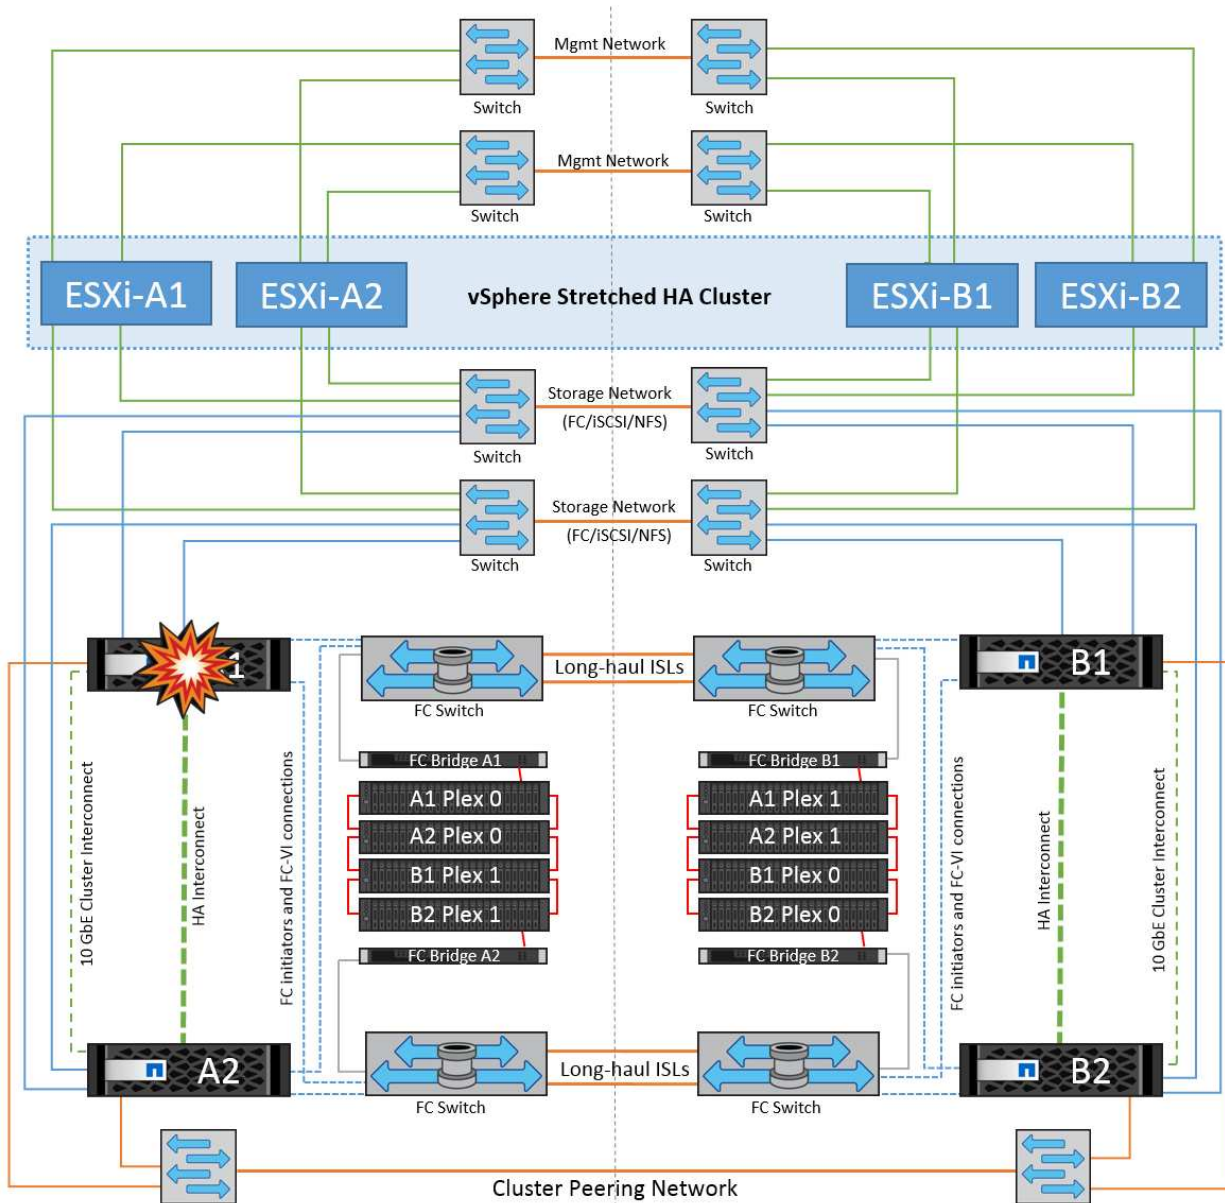 Mgmt Network
Switch
Switch
Mgmt Network
Switch
Switch
ESXi-A1
ESXi-A2
vSphere Stretched HA Cluster
ESXi-B1
ESXi-B2
Storage Network
(FC/iSCSI/NFS)
Switch
Switch
Storage Network
(FC/iSCSI/NFS)
Switch
Switch
1
Long-haul ISLs
B1
FC Switch
FC Switch
10 GbE Cluster Interconnect
HA Interconnect
FC initiators and FC-VI connections
FC Bridge A1
A1 Plex 0
A2 Plex 0
B1 Plex 1
B2 Plex 1
FC Bridge A2
FC Bridge B1
A1 Plex 1
A2 Plex 1
B1 Plex 0
B2 Plex 0
FC Bridge B2
FC initiators and FC-VI connections
HA Interconnect
10 GbE Cluster Interconnect
A2
Long-haul ISLs
B2
FC Switch
FC Switch
Cluster Peering Network